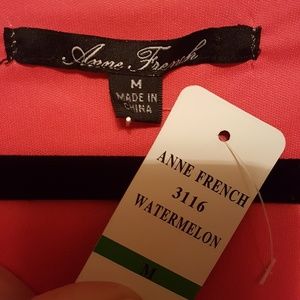 Anne French
M
MADE IN
CHINA
ANNE FRENCH
3116
WATERMELON
M